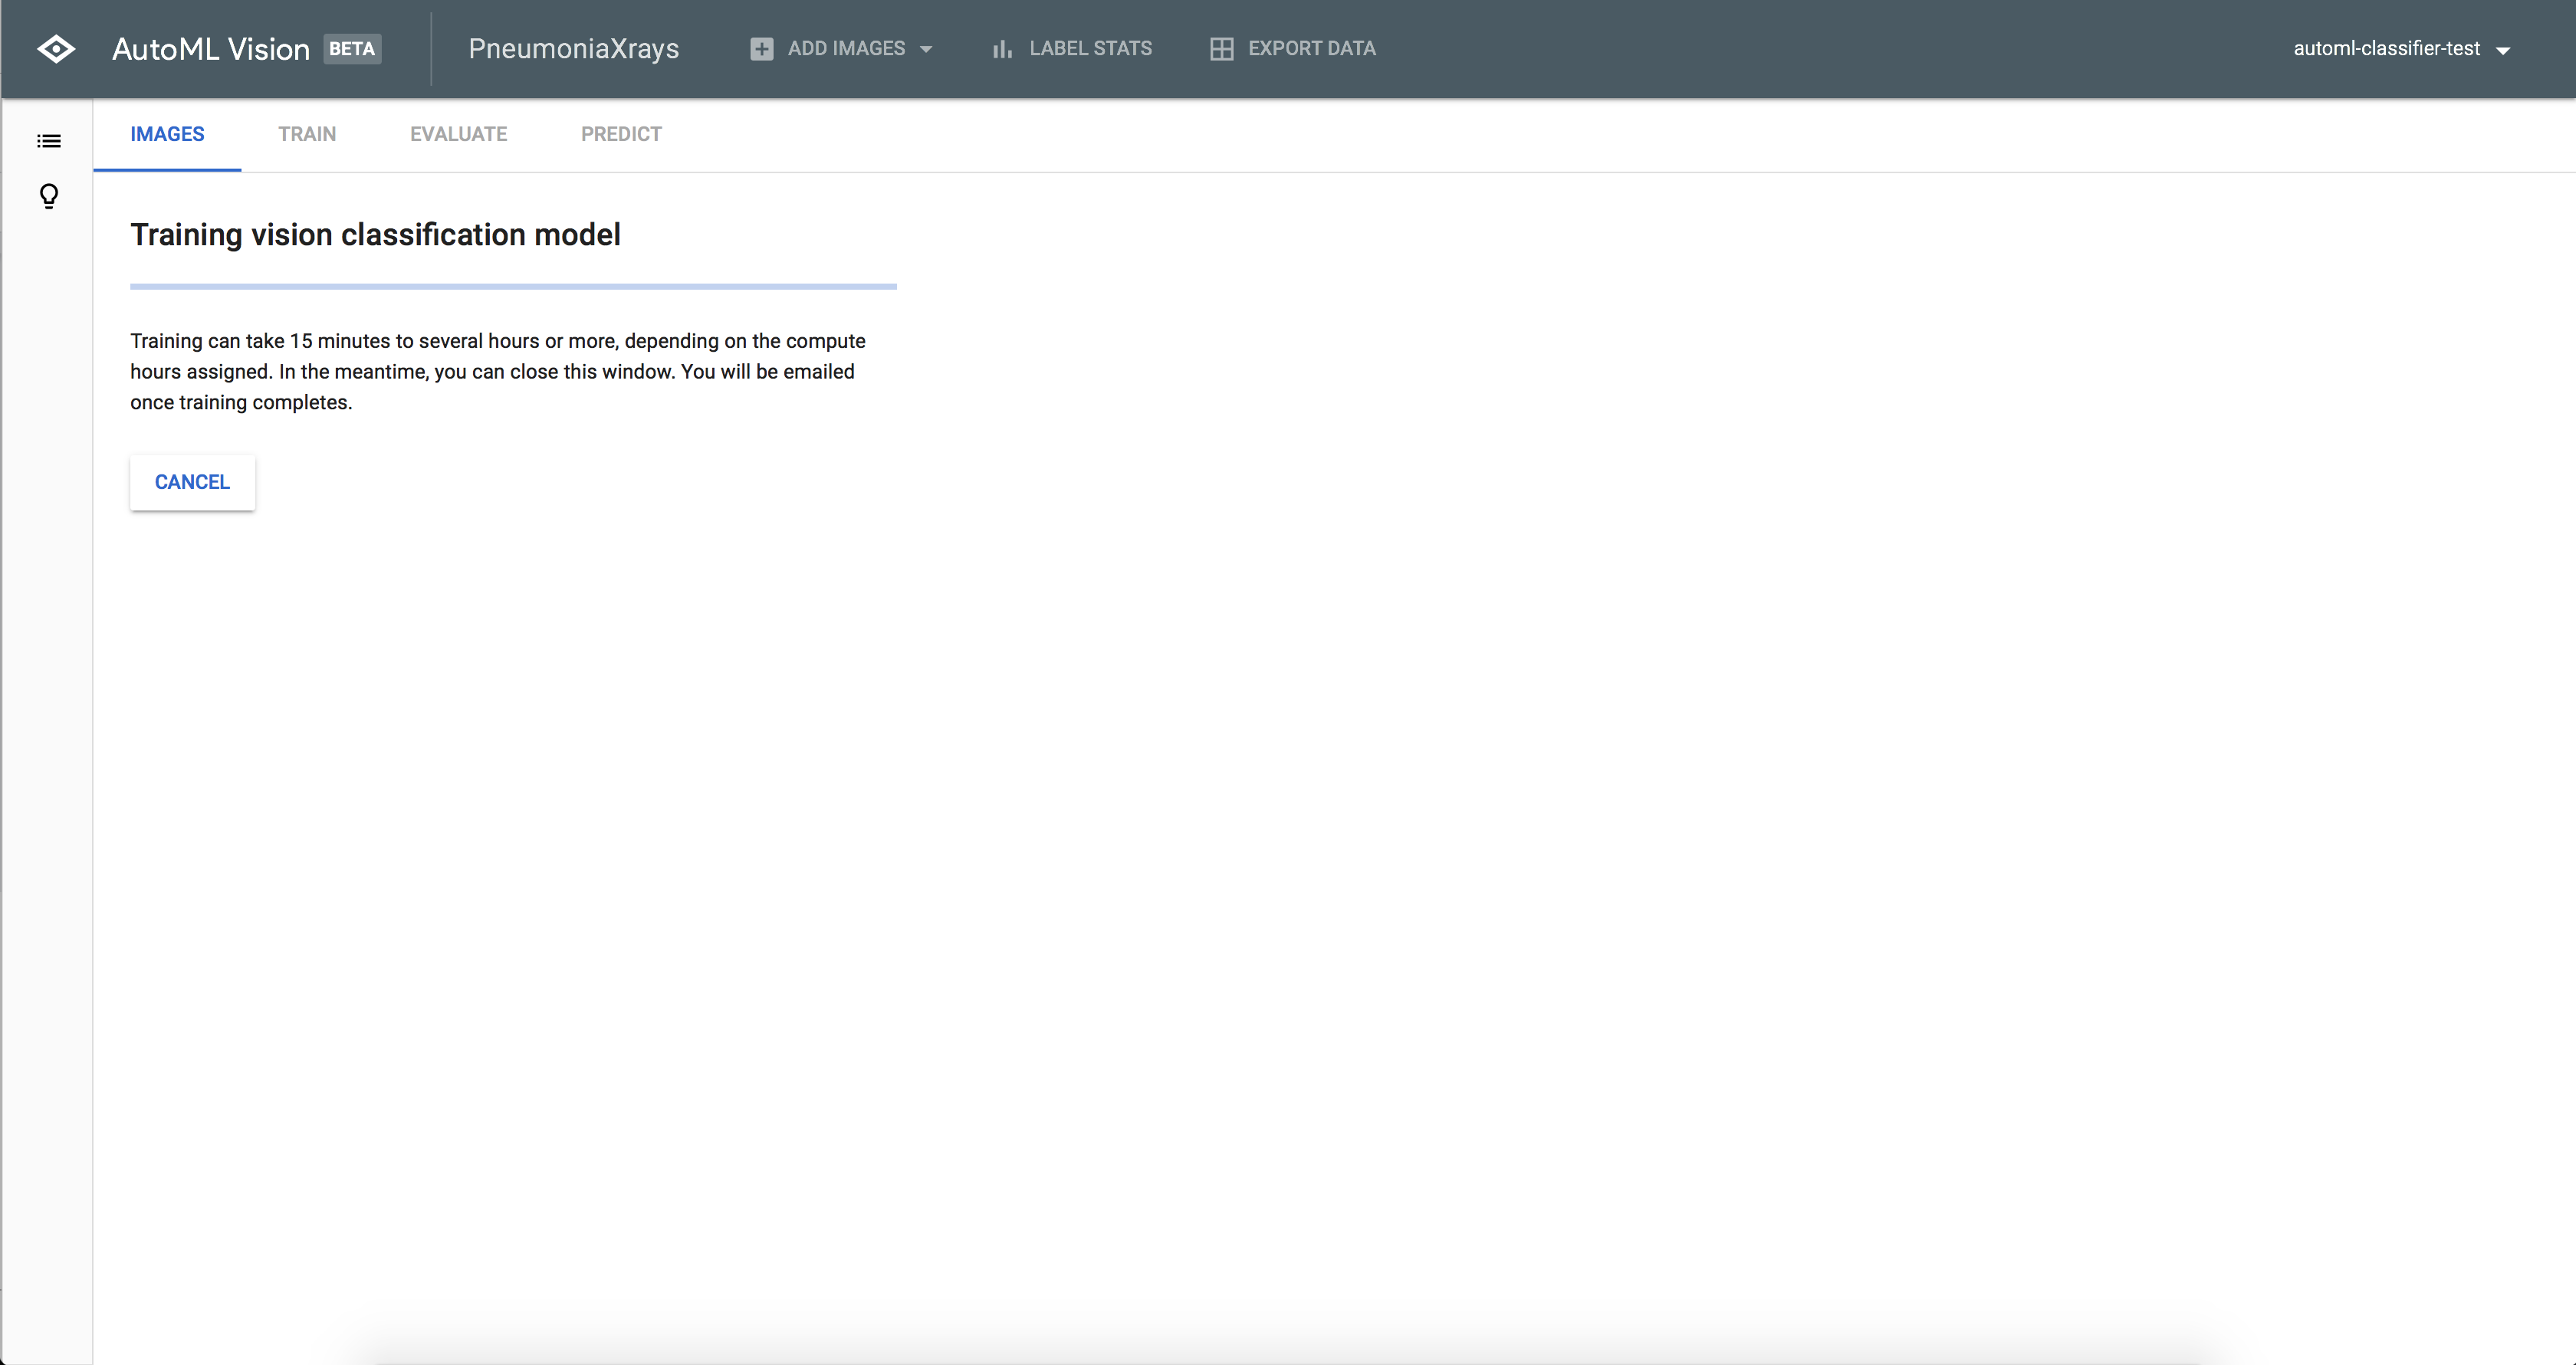 AutoML Vision BETA
PneumoniaXrays
ADD IMAGES
LABEL STATS
EXPORT DATA
automl-classifier-test
IMAGES
TRAIN
EVALUATE
PREDICT
Training vision classification model
Training can take 15 minutes to several hours or more, depending on the compute
hours assigned. In the meantime, you can close this window. You will be emailed
once training completes.
CANCEL